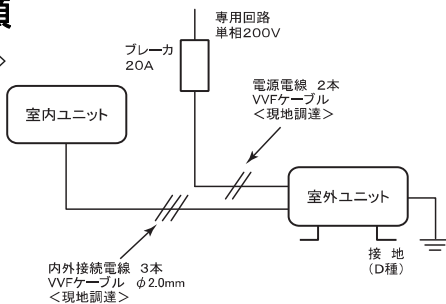 専用回路
単相200V
ブレーカ
20A
電源電線 2本
VVFケーブル
<現地調達>
室内ユニット
室外ユニット
接 地
(D種)
内外接続電線 3本
VVFケーブル φ2.0mm
<現地調達>